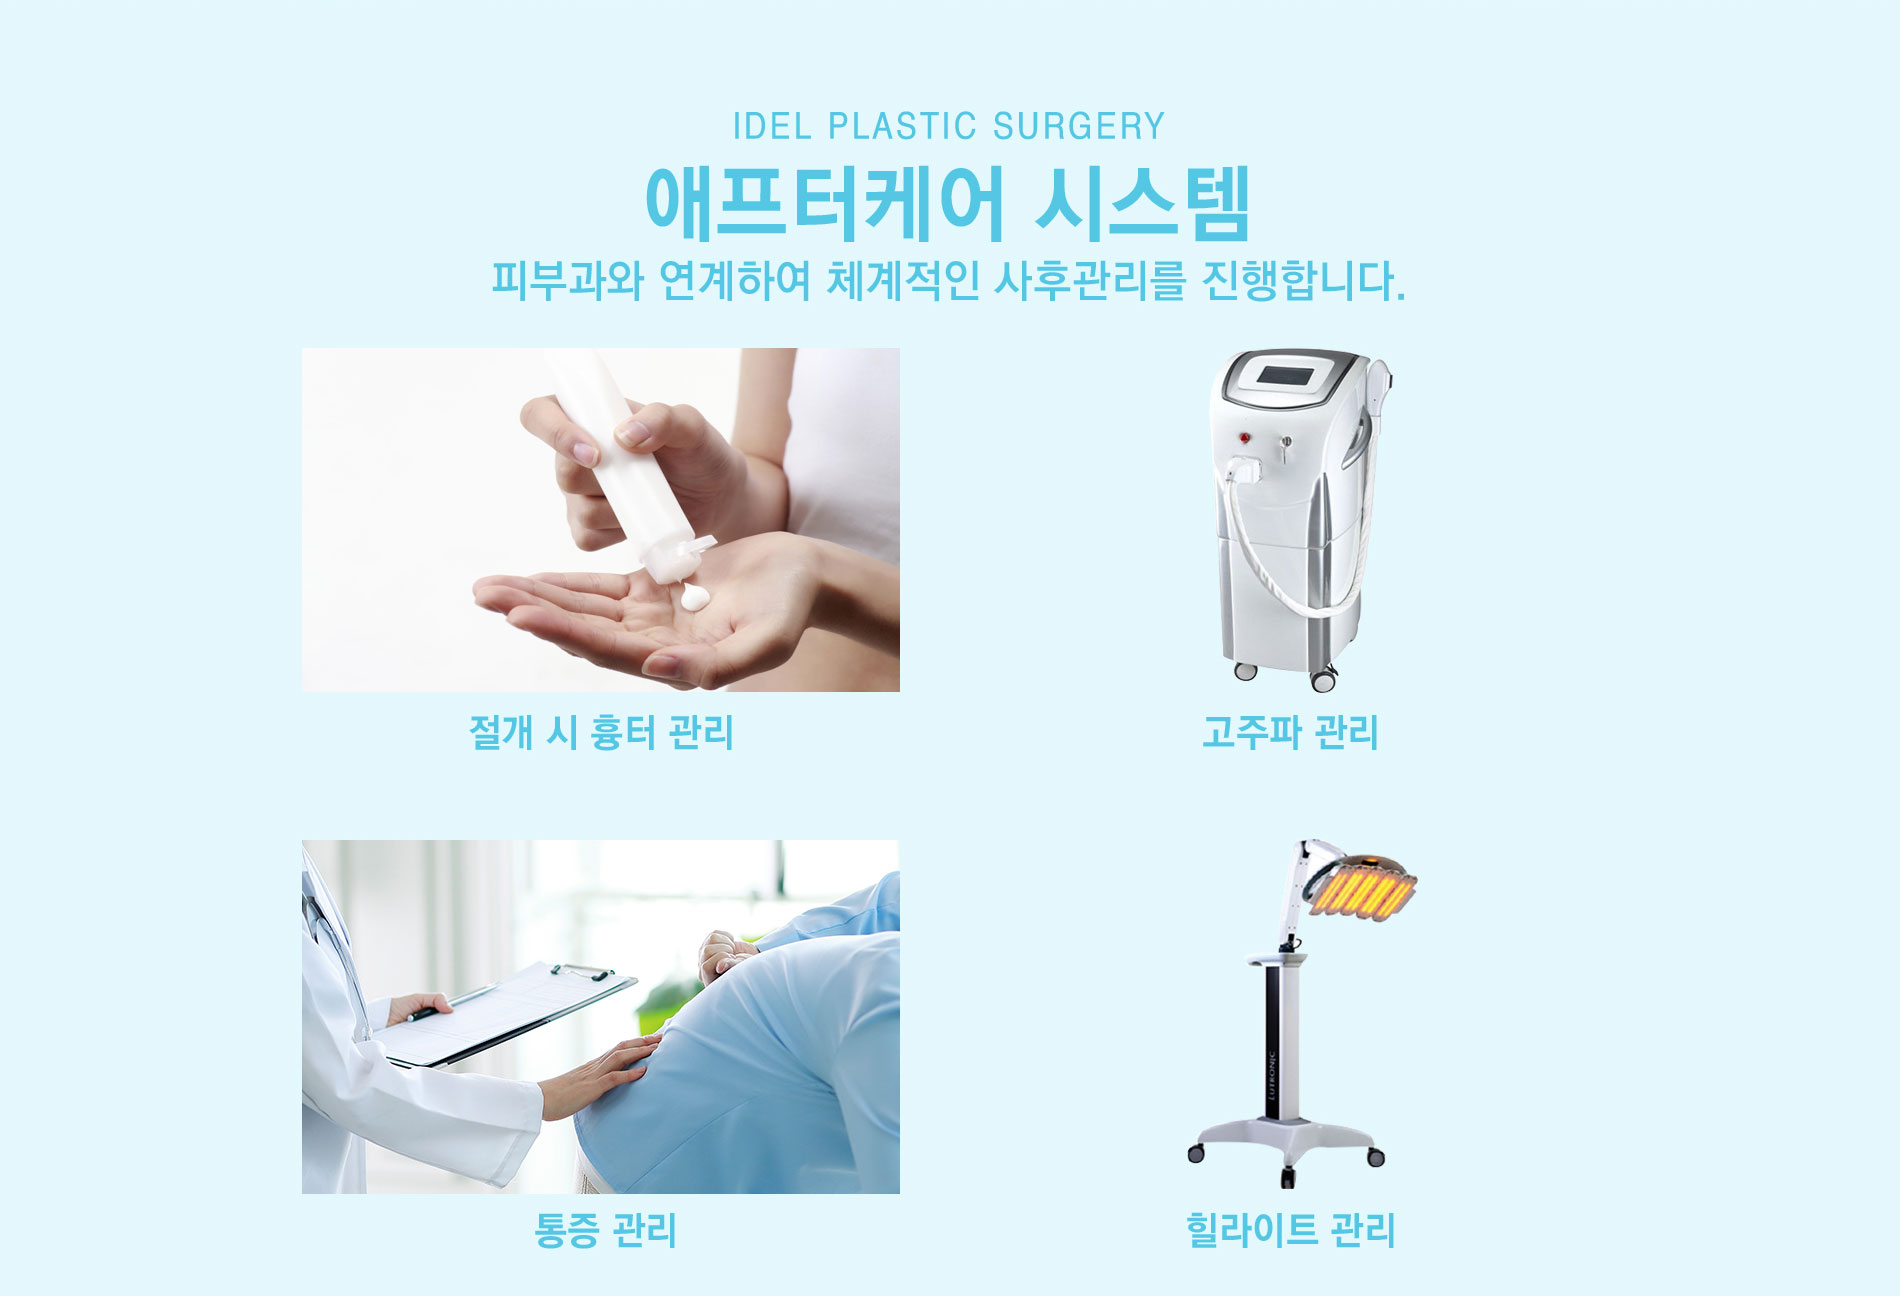 IDEL PLASTIC SURGERY
애프터케어 시스템
피부과와 연계하여 체계적인 사후관리를 진행합니다.
절개 시 흉터 관리
고주파 관리
LUTRONIC
통증 관리
힐라이트 관리